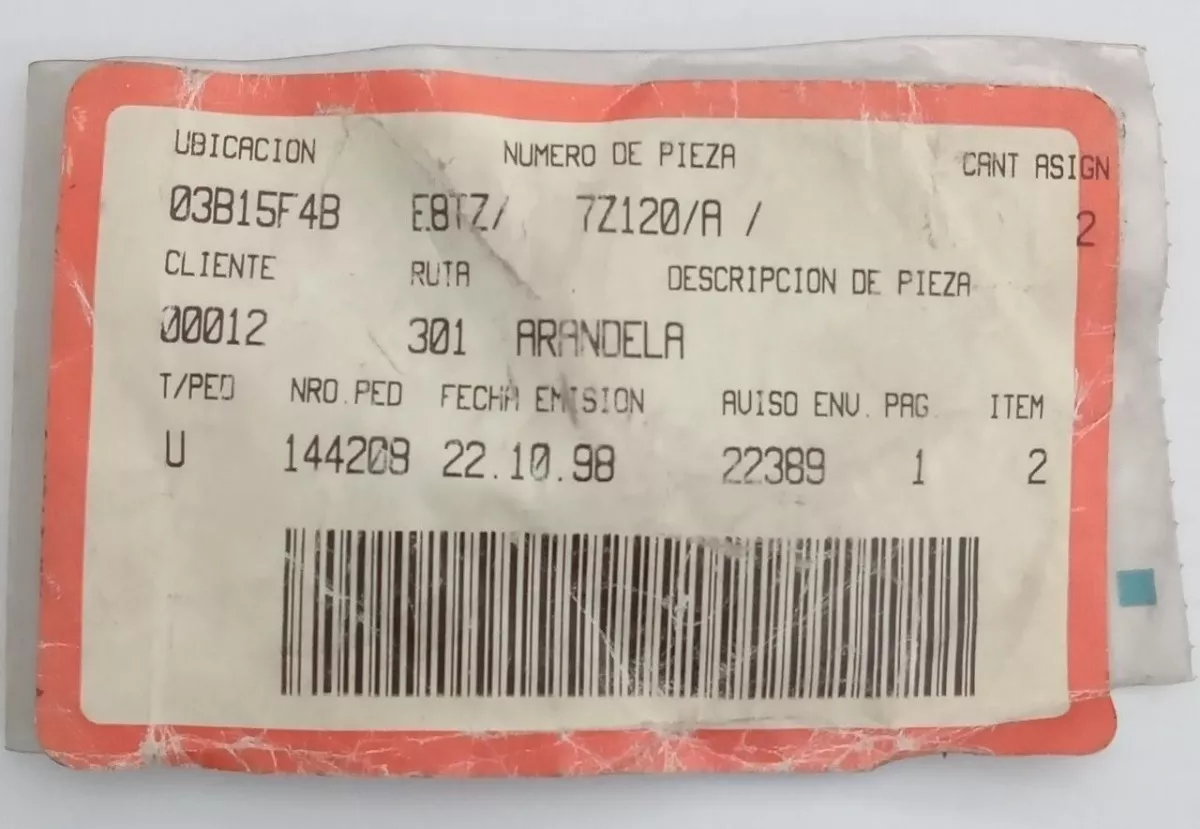 UBICACION NUMERO DE PIEZA CANT ASIGN
03B15F4B E8TZ/ 7Z120/A / 2
CLIENTE RUTA DESCRIPCION DE PIEZA
00012 301 ARANDELA
T/PED NRO.PED FECHA EMISION AVISO ENV. PAG ITEM
U 144209 22.10.98 22389 1 2